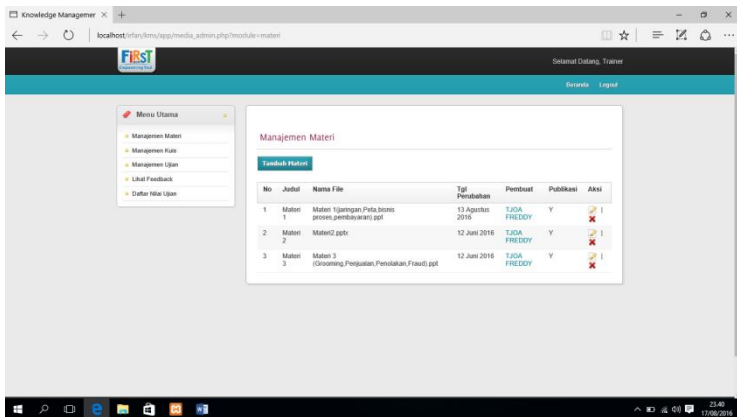 Knowledge Managemer
localhost/irfan/kms/app/media_admin.php?module=materi
FiRST
Selamat Datang, Trainer
Beranda Logout
Menu Utama
Manajemen Materi
Manajemen Kuis
Manajemen Ujian
Lihat Feedback
Daftar Nilai Ujian
Manajemen Materi
Tambah Materi
No Judul Nama File Tgl Perubahan Pembuat Publikasi Aksi
1 Materi 1 Materi 1(jaringan,Peta,bisnis proses,pembayaran).ppt 13 Agustus 2016 TJOA FREDDY Y |
2 Materi 2 Materi2.pptx 12 Juni 2016 TJOA FREDDY Y |
3 Materi 3 Materi 3 (Grooming,Penjualan,Penolakan,Fraud).ppt 12 Juni 2016 TJOA FREDDY Y |
23.40
17/08/2016